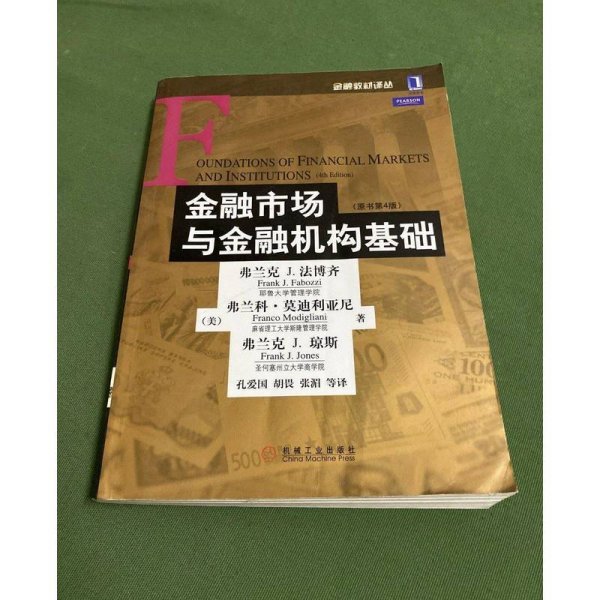 金融教材译丛
PEARSON
FOUNDATIONS OF FINANCIAL MARKETS
AND INSTITUTIONS (4th Edition)
金融市场 (原书第4版)
与金融机构基础
弗兰克 J.法博齐
Frank J. Fabozzi
耶鲁大学管理学院
(美) 弗兰科·莫迪利亚尼 著
Franco Modigliani
麻省理工大学斯隆管理学院
弗兰克 J. 琼斯
Frank J. Jones
圣何塞州立大学商学院
孔爱国 胡畏 张湄 等译
500
100
机械工业出版社
China Machine Press